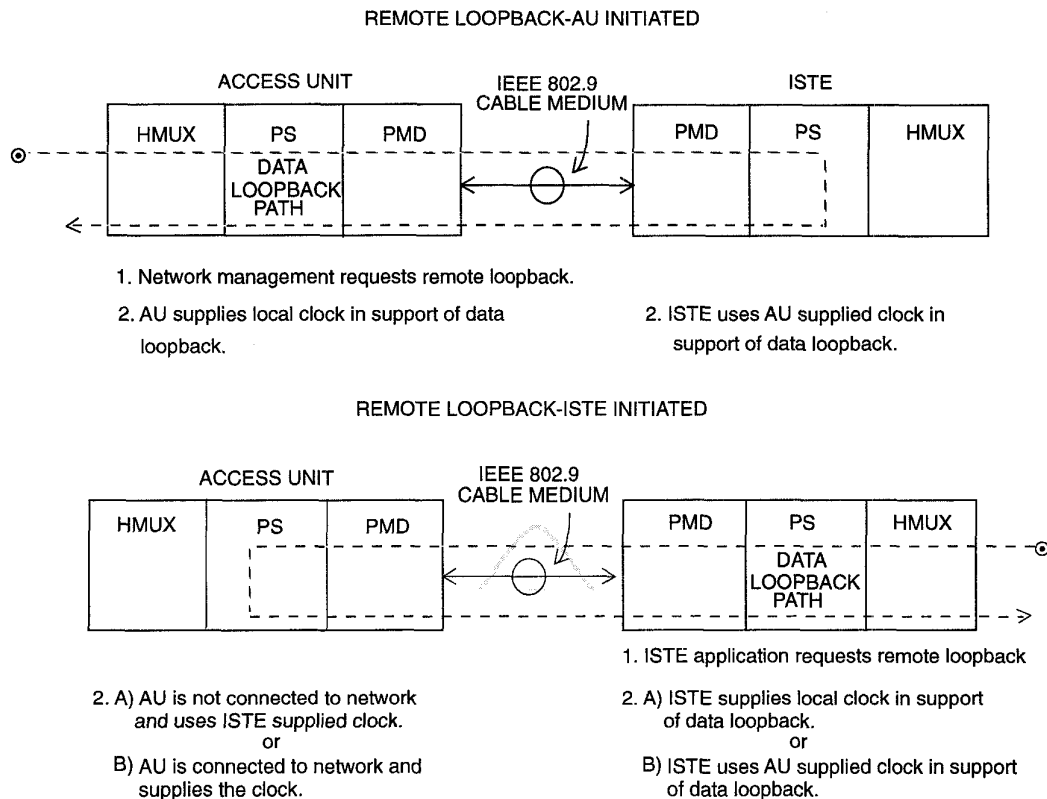 REMOTE LOOPBACK-AU INITIATED
ACCESS UNIT
IEEE 802.9
CABLE MEDIUM
ISTE
HMUX
PS
PMD
PMD
PS
HMUX
DATA
LOOPBACK
PATH
1. Network management requests remote loopback.
2. AU supplies local clock in support of data
loopback.
2. ISTE uses AU supplied clock in
support of data loopback.
REMOTE LOOPBACK-ISTE INITIATED
ACCESS UNIT
IEEE 802.9
CABLE MEDIUM
HMUX
PS
PMD
PMD
PS
HMUX
DATA
LOOPBACK
PATH
1. ISTE application requests remote loopback
2. A) AU is not connected to network
and uses ISTE supplied clock.
or
B) AU is connected to network and
supplies the clock.
2. A) ISTE supplies local clock in support
of data loopback.
or
B) ISTE uses AU supplied clock in support
of data loopback.